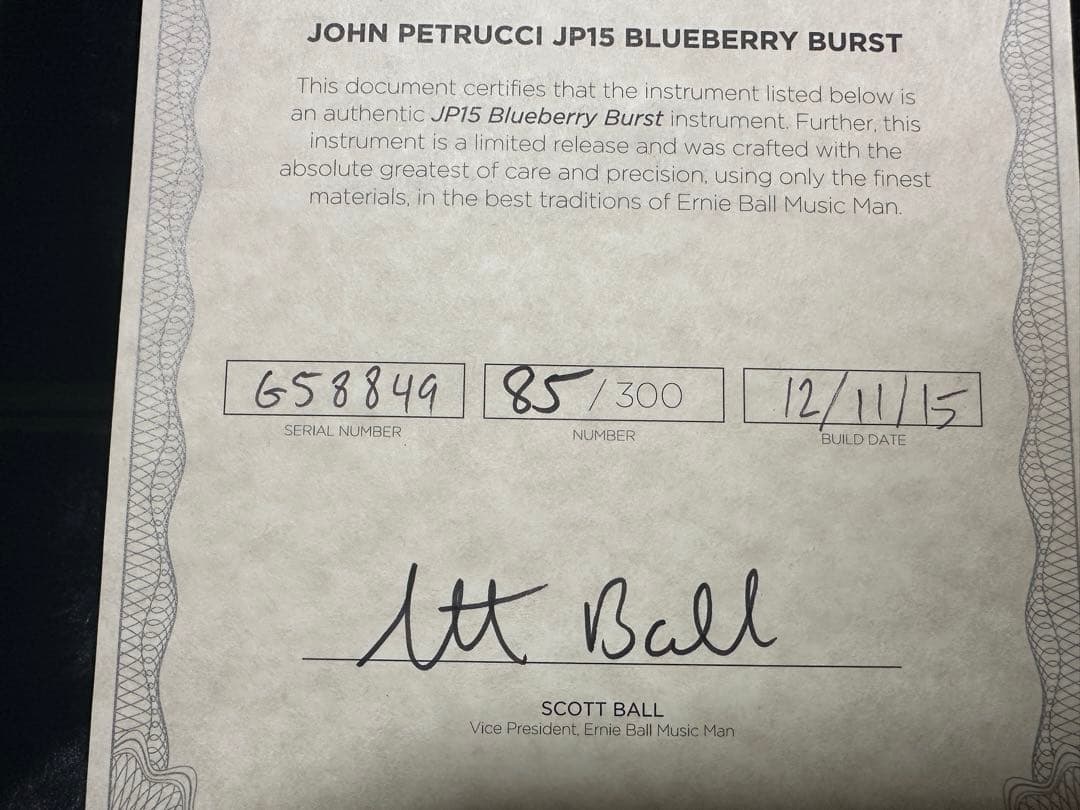 JOHN PETRUCCI JP15 BLUEBERRY BURST
This document certifies that the instrument listed below is
an authentic JP15 Blueberry Burst instrument. Further, this
instrument is a limited release and was crafted with the
absolute greatest of care and precision, using only the finest
materials, in the best traditions of Ernie Ball Music Man.
G58849 85/300 12/11/15
SERIAL NUMBER NUMBER BUILD DATE
Ball
SCOTT BALL
Vice President, Ernie Ball Music Man